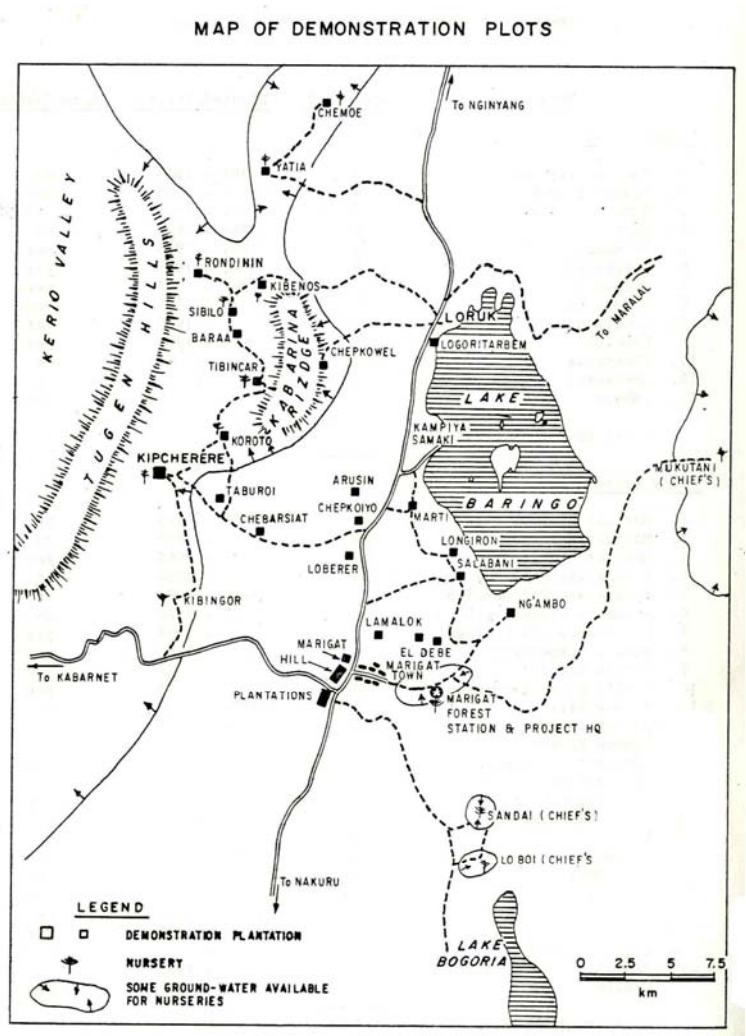 MAP OF DEMONSTRATION PLOTS
To NGINYANG
CHEMOE
YATIA
KERIO VALLEY
TUGEN HILLS
RONDININ
KIBENOS
SIBILO
BARAA
TIBINCAR
KABARINA
RIZDGE
CHEPKOWEL
LORUK
LOGORITARBEM
To MARALAL
LAKE
BARINGO
KAMPIYA
SAMAKI
KOROTO
KIPCHERERE
TABUROI
CHEBARSIAT
ARUSIN
CHEPKOIYO
LOBERER
MARTI
LONGIRON
SALABANI
MUKUTANI
(CHIEF'S)
KIBINGOR
NG'AMBO
LAMALOK
EL DEBE
MARIGAT
HILL
MARIGAT
TOWN
To KABARNET
PLANTATIONS
MARIGAT
FOREST
STATION & PROJECT HQ
SANDAI (CHIEF'S)
LO BOI (CHIEF'S
To NAKURU
LAKE
BOGORIA
LEGEND
DEMONSTRATION PLANTATION
NURSERY
SOME GROUND-WATER AVAILABLE
FOR NURSERIES
0 2.5 5 7.5
km